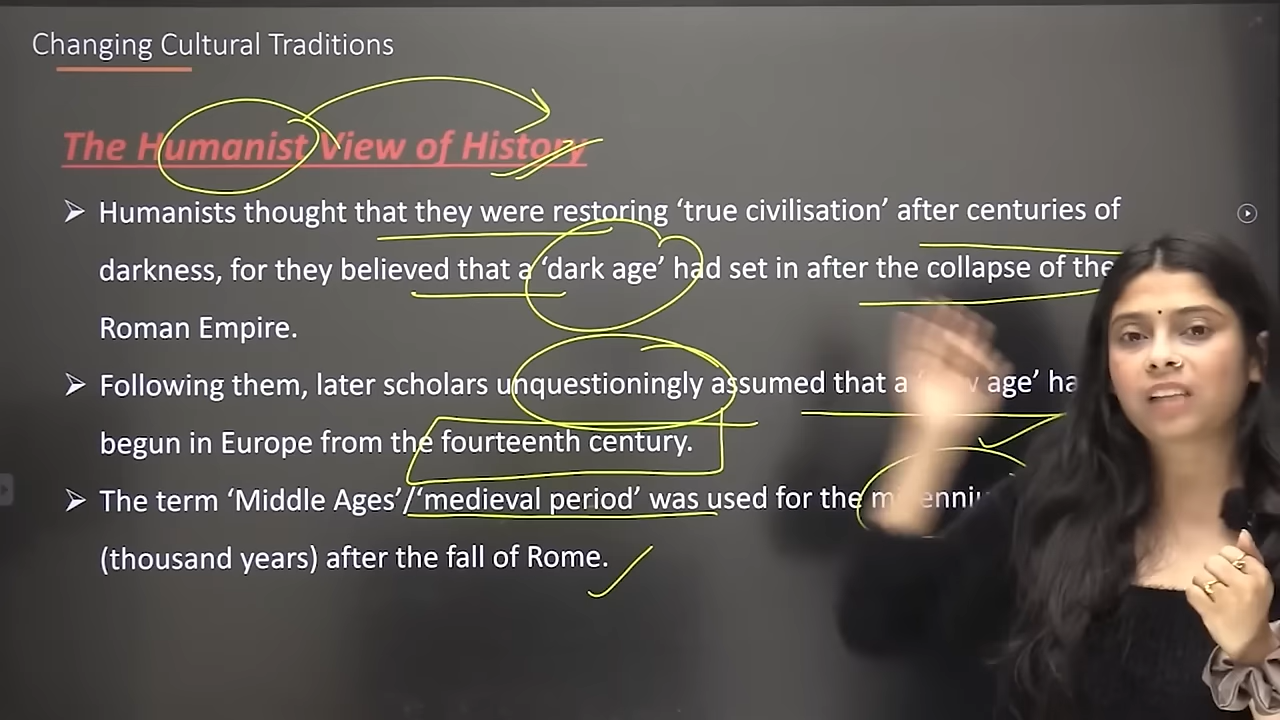 Changing Cultural Traditions
The Humanist View of History
➢ Humanists thought that they were restoring ‘true civilisation’ after centuries of
darkness, for they believed that a ‘dark age’ had set in after the collapse of the
Roman Empire.
➢ Following them, later scholars unquestioningly assumed that a age’
begun in Europe from the fourteenth century.
➢ The term ‘Middle Ages’/‘medieval period’ was used for the
(thousand years) after the fall of Rome.